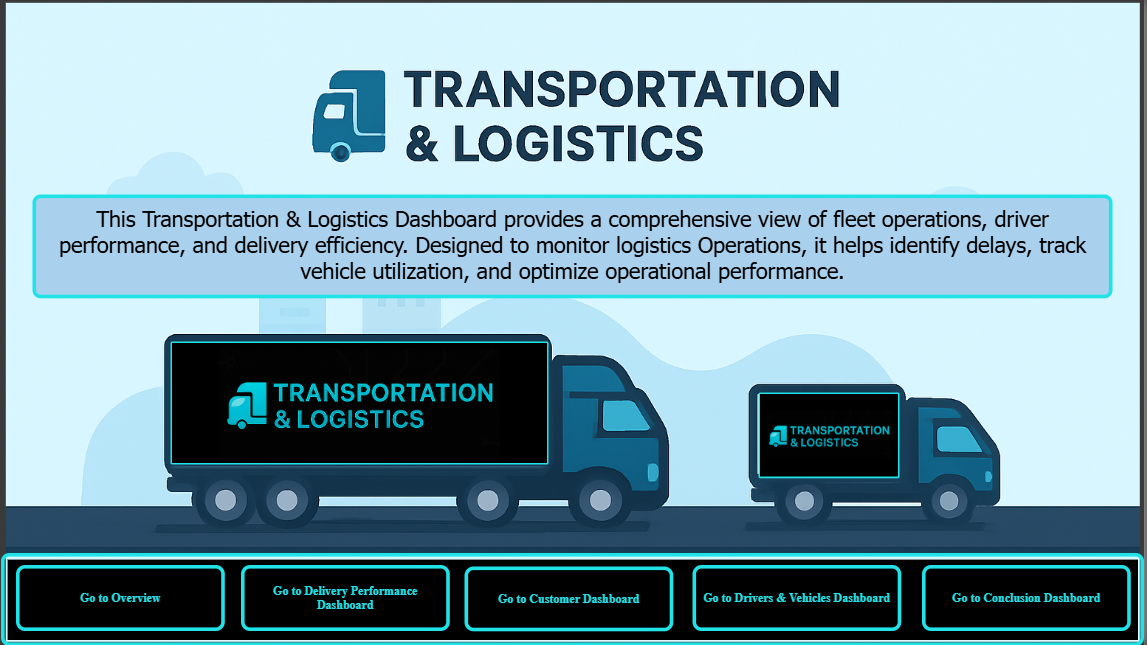 TRANSPORTATION
& LOGISTICS
This Transportation & Logistics Dashboard provides a comprehensive view of fleet operations, driver
performance, and delivery efficiency. Designed to monitor logistics Operations, it helps identify delays, track
vehicle utilization, and optimize operational performance.
TRANSPORTATION
& LOGISTICS
TRANSPORTATION
& LOGISTICS
Go to Overview
Go to Delivery Performance
Dashboard
Go to Customer Dashboard
Go to Drivers & Vehicles Dashboard
Go to Conclusion Dashboard